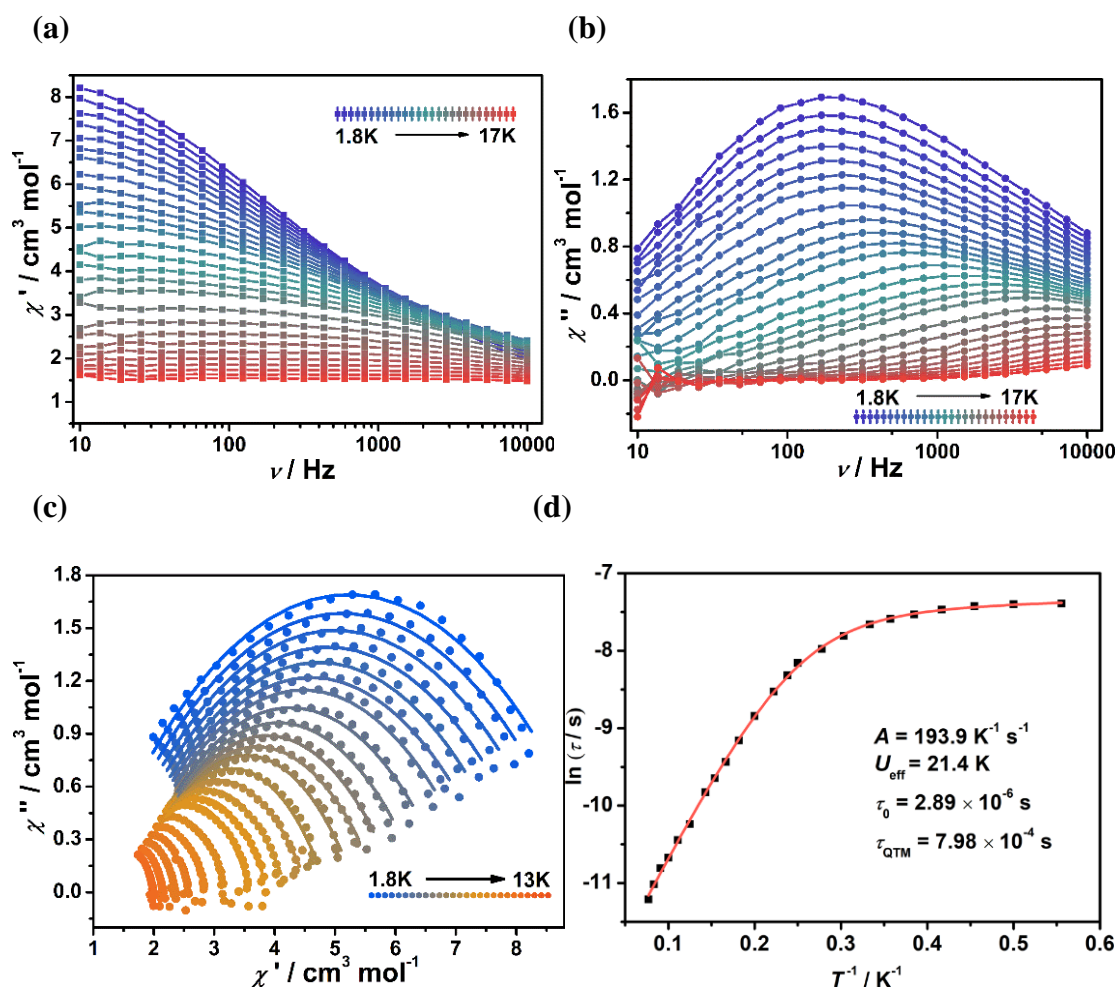 (a)
(b)
χ' / cm³ mol⁻¹
8
7
6
5
4
3
2
1
1.8K
17K
10
100
1000
10000
ν / Hz
χ'' / cm³ mol⁻¹
1.6
1.2
0.8
0.4
0.0
1.8K
17K
10
100
1000
10000
ν / Hz
(c)
(d)
χ'' / cm³ mol⁻¹
1.8
1.5
1.2
0.9
0.6
0.3
0.0
1.8K
13K
1
2
3
4
5
6
7
8
χ' / cm³ mol⁻¹
ln (τ / s)
-7
-8
-9
-10
-11
A = 193.9 K⁻¹ s⁻¹
U_eff = 21.4 K
τ₀ = 2.89 × 10⁻⁶ s
τ_QTM = 7.98 × 10⁻⁴ s
0.1
0.2
0.3
0.4
0.5
0.6
T⁻¹ / K⁻¹